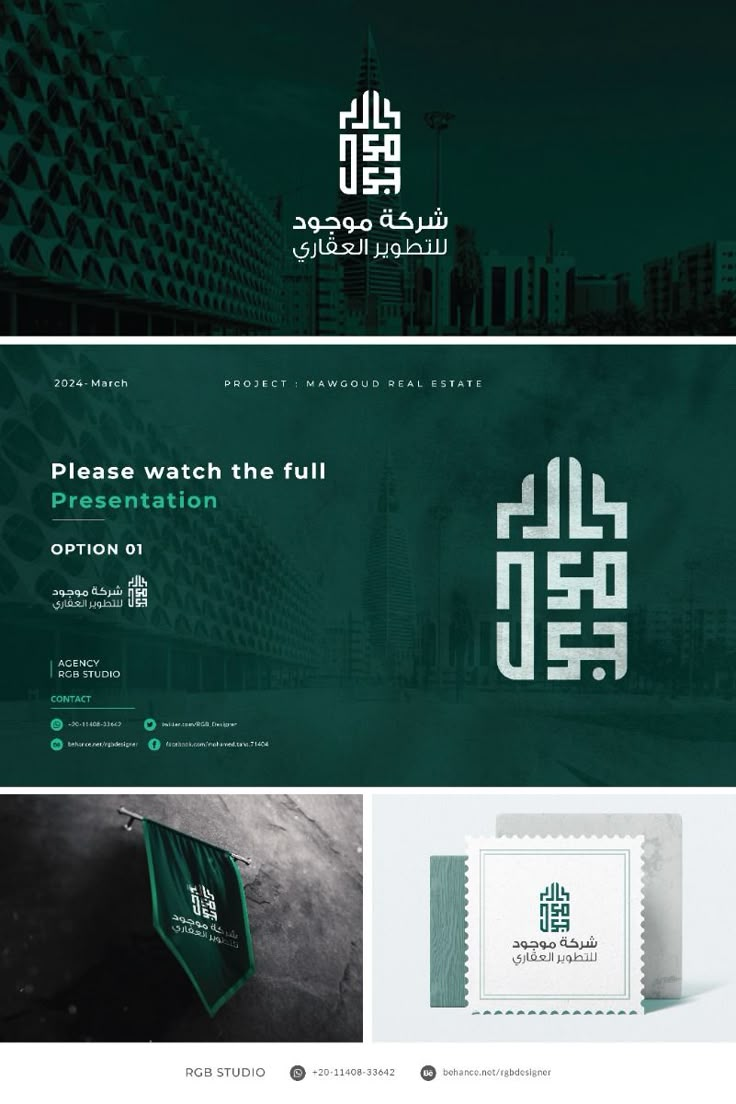 شركة موجود
للتطوير العقاري
2024-March
PROJECT : MAWGOUD REAL ESTATE
Please watch the full
Presentation
OPTION 01
شركة موجود
للتطوير العقاري
AGENCY
RGB STUDIO
CONTACT
+20-11408-33642
twitter.com/RGB_Designer
behance.net/rgbdesigner
facebook.com/mohamed.taha.71404
شركة موجود
للتطوير العقاري
شركة موجود
للتطوير العقاري
RGB STUDIO
+20-11408-33642
Bē
behance.net/rgbdesigner